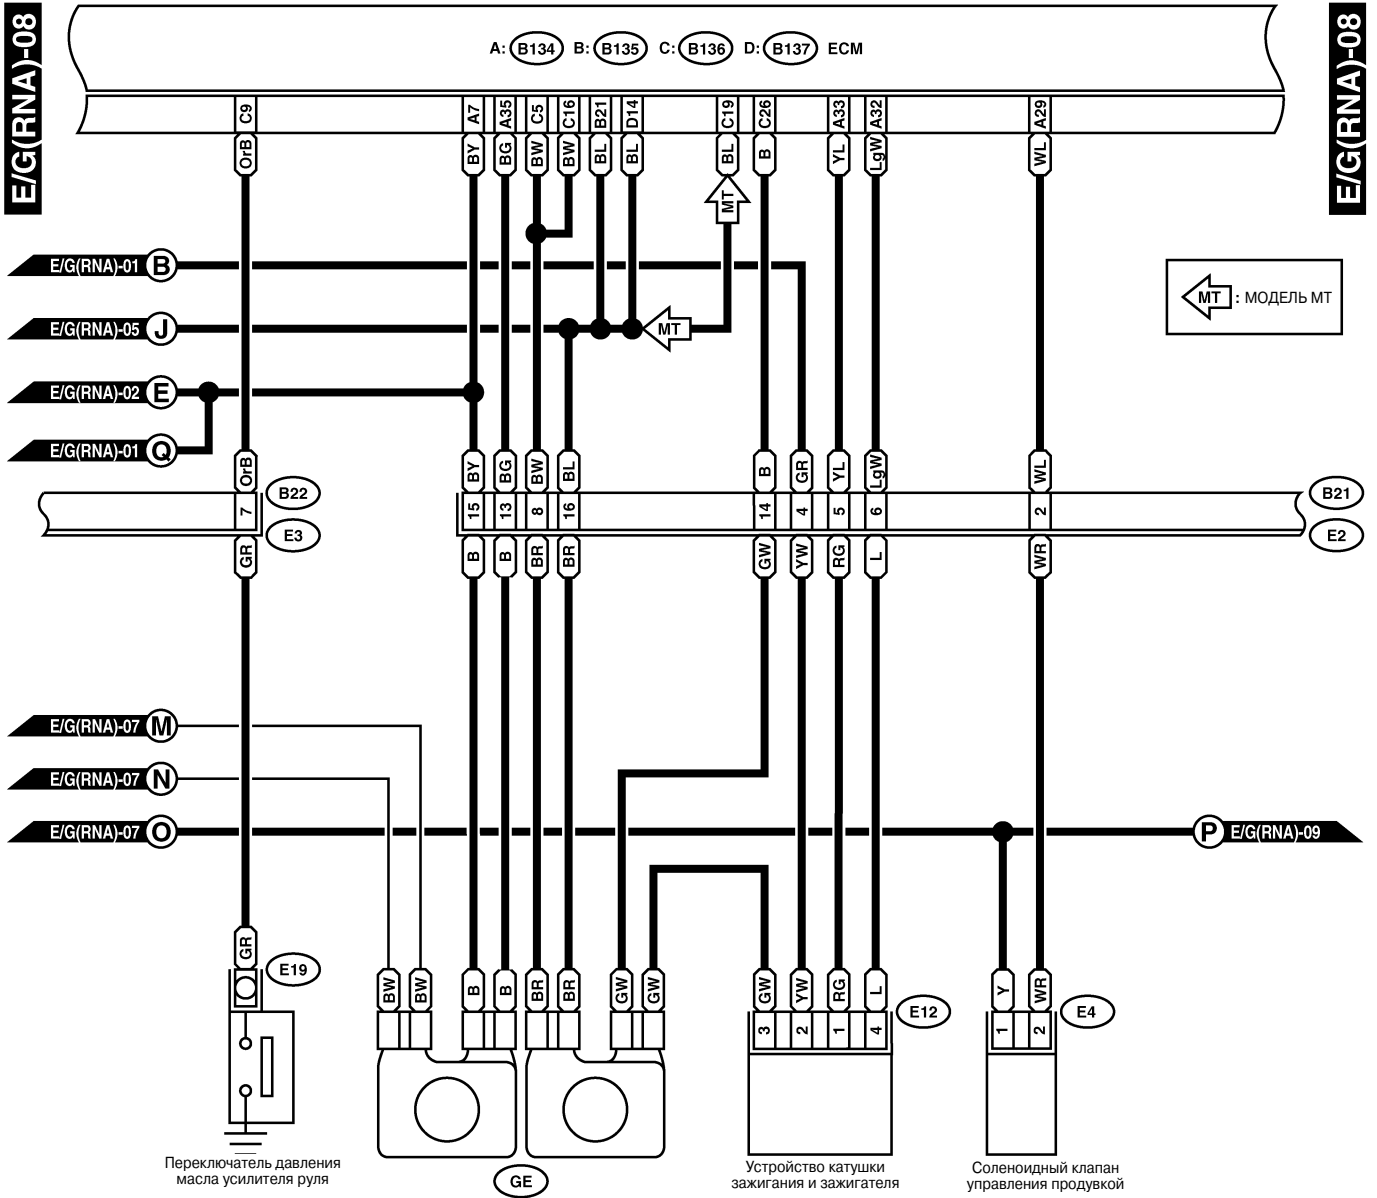 E/G(RNA)-08
E/G(RNA)-08
A: B134 B: B135 C: B136 D: B137 ECM
C9 A7 A35 C5 C16 B21 D14 C19 C26 A33 A32 A29
OrB BY BG BW BW BL BL BL B YL LgW WL
MT
E/G(RNA)-01 B
MT : МОДЕЛЬ МТ
E/G(RNA)-05 J
MT
E/G(RNA)-02 E
E/G(RNA)-01 Q
OrB BY BG BW BL B GR YL LgW WL
B22 B21
7 15 13 8 16 14 4 5 6 2
E3 E2
GR B B BR BR GW YW RG L WR
E/G(RNA)-07 M
E/G(RNA)-07 N
E/G(RNA)-07 O
P E/G(RNA)-09
GR
E19
BW BW B B BR BR GW GW GW YW RG L Y WR
E12 E4
3 2 1 4 1 2
Переключатель давления
масла усилителя руля
GE
Устройство катушки
зажигания и зажигателя
Соленоидный клапан
управления продувкой